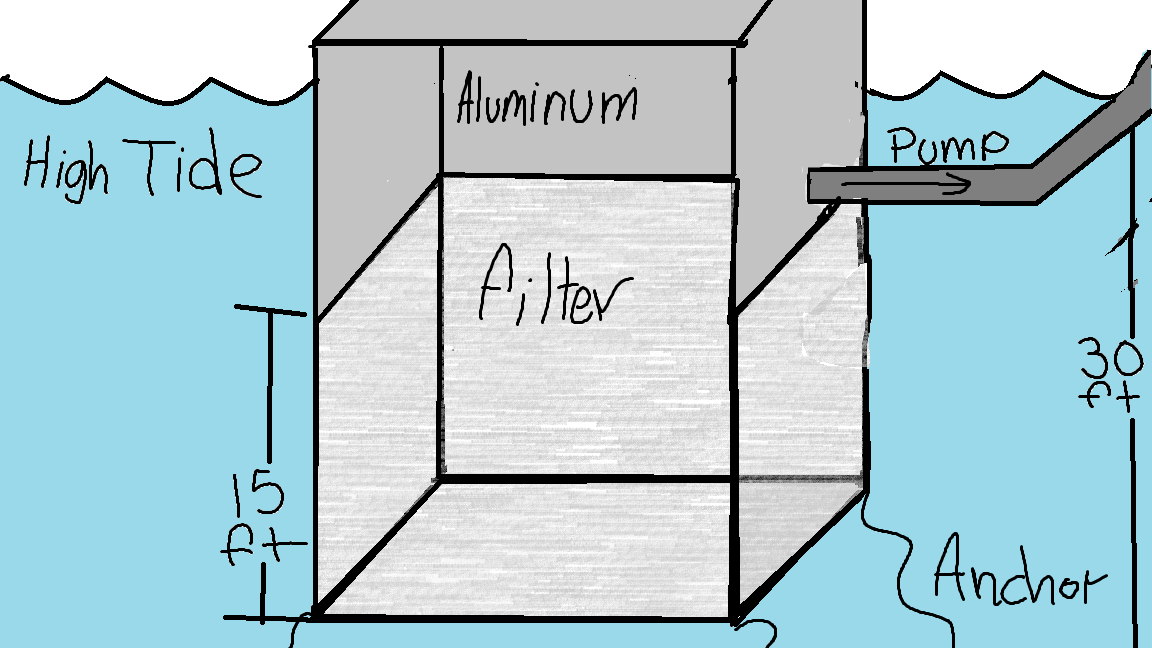 Aluminum
High Tide
Pump
Filter
30
ft
15
ft
Anchor